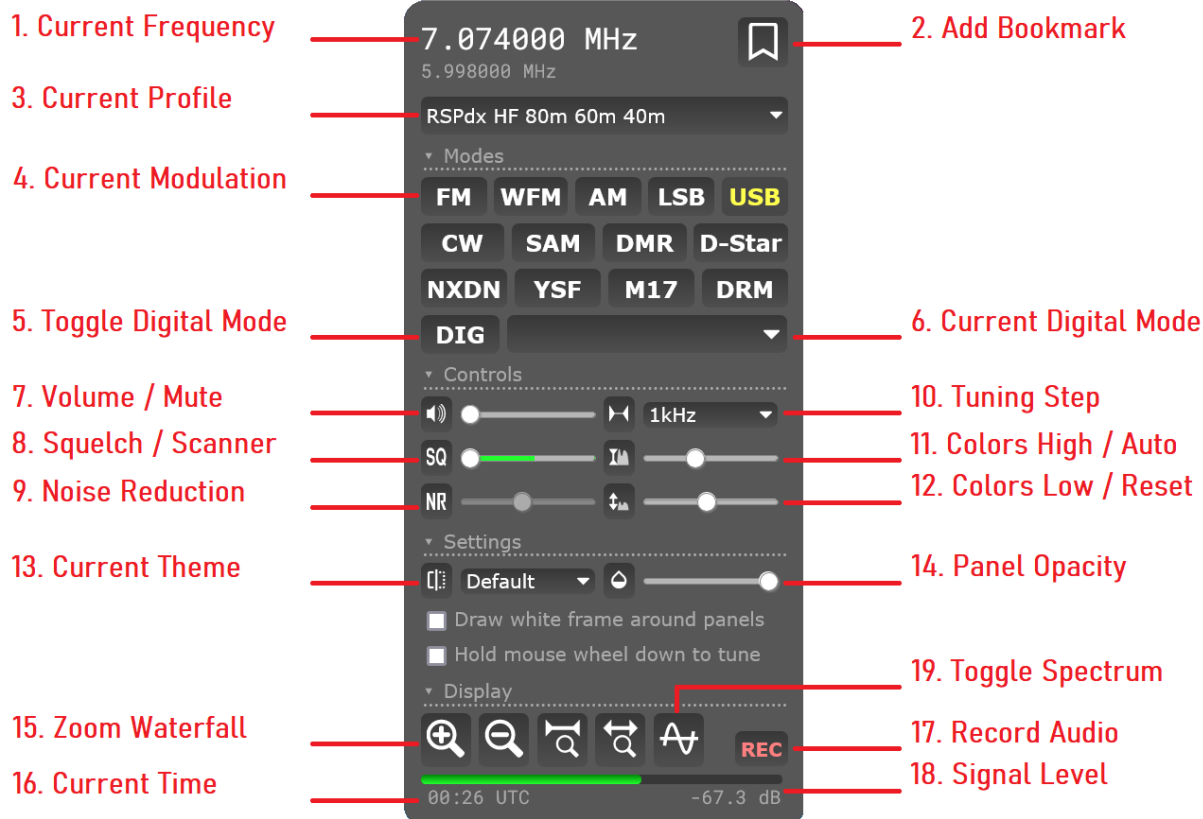 1. Current Frequency
7.074000 MHz
2. Add Bookmark
5.998000 MHz
3. Current Profile
RSPdx HF 80m 60m 40m
Modes
4. Current Modulation
FM WFM AM LSB USB
CW SAM DMR D-Star
NXDN YSF M17 DRM
5. Toggle Digital Mode
DIG
6. Current Digital Mode
Controls
7. Volume / Mute
1kHz
10. Tuning Step
8. Squelch / Scanner
SQ
11. Colors High / Auto
9. Noise Reduction
NR
12. Colors Low / Reset
Settings
13. Current Theme
Default
14. Panel Opacity
Draw white frame around panels
Hold mouse wheel down to tune
19. Toggle Spectrum
Display
15. Zoom Waterfall
REC
17. Record Audio
16. Current Time
00:26 UTC
-67.3 dB
18. Signal Level